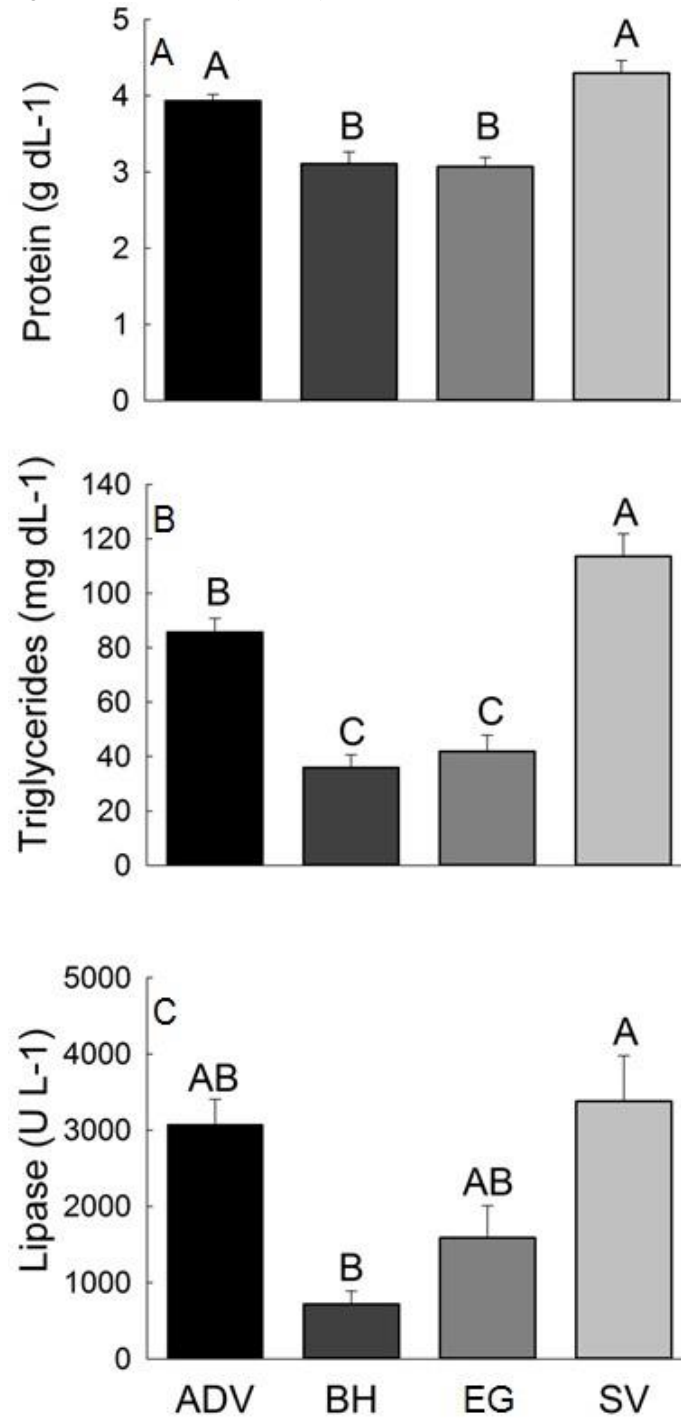 5
A
A
A
4
B
B
3
2
1
0
Protein (g dL-1)
140
B
A
120
100
B
80
60
C
C
40
20
0
Triglycerides (mg dL-1)
5000
C
A
4000
AB
3000
AB
2000
B
1000
0
Lipase (U L-1)
ADV BH EG SV